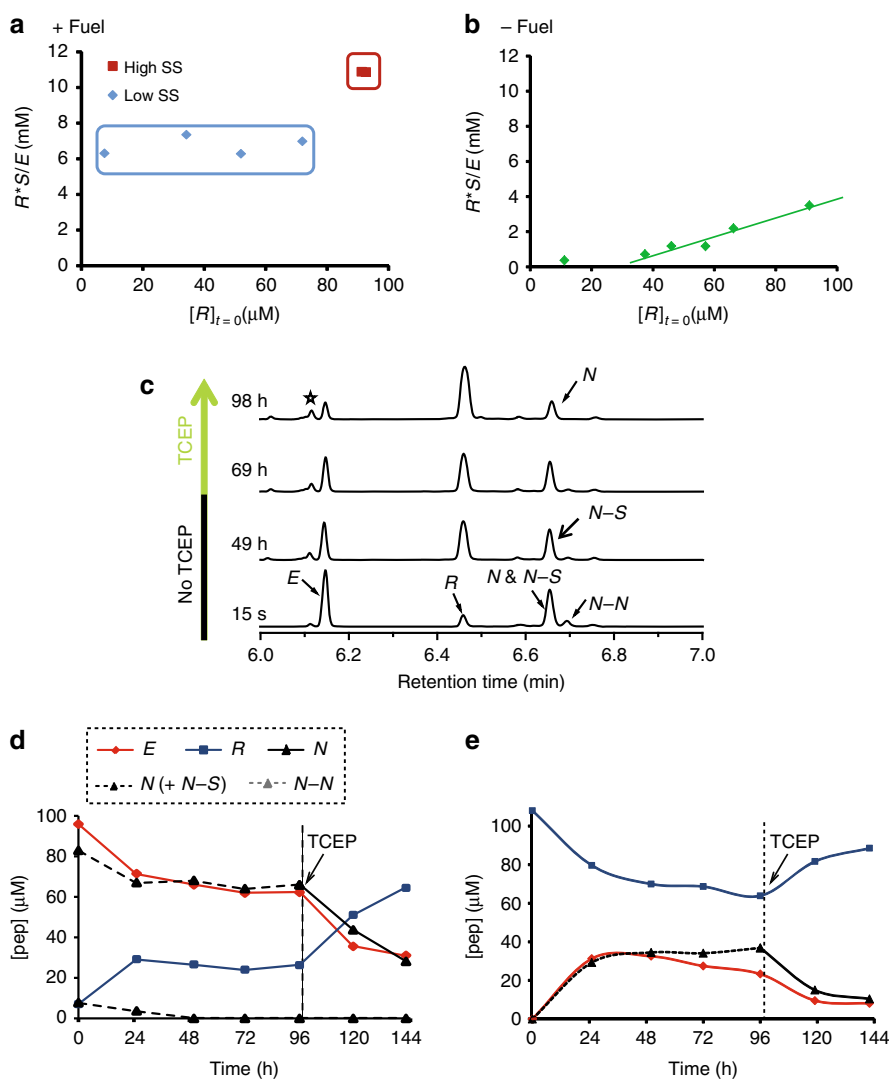 a + Fuel
12
10
8
6
4
2
0
R*S/E (mM)
High SS
Low SS
0 20 40 60 80 100
[R]t = 0(μM)
b – Fuel
12
10
8
6
4
2
0
R*S/E (mM)
0 20 40 60 80 100
[R]t = 0(μM)
c
TCEP
No TCEP
98 h
N
69 h
49 h
N–S
15 s
E
R
N & N–S
N–N
6.0 6.2 6.4 6.6 6.8 7.0
Retention time (min)
d
E R N
N (+ N–S) N–N
100
80
60
40
20
0
[pep] (μM)
TCEP
0 24 48 72 96 120 144
Time (h)
e
100
80
60
40
20
0
[pep] (μM)
TCEP
0 24 48 72 96 120 144
Time (h)